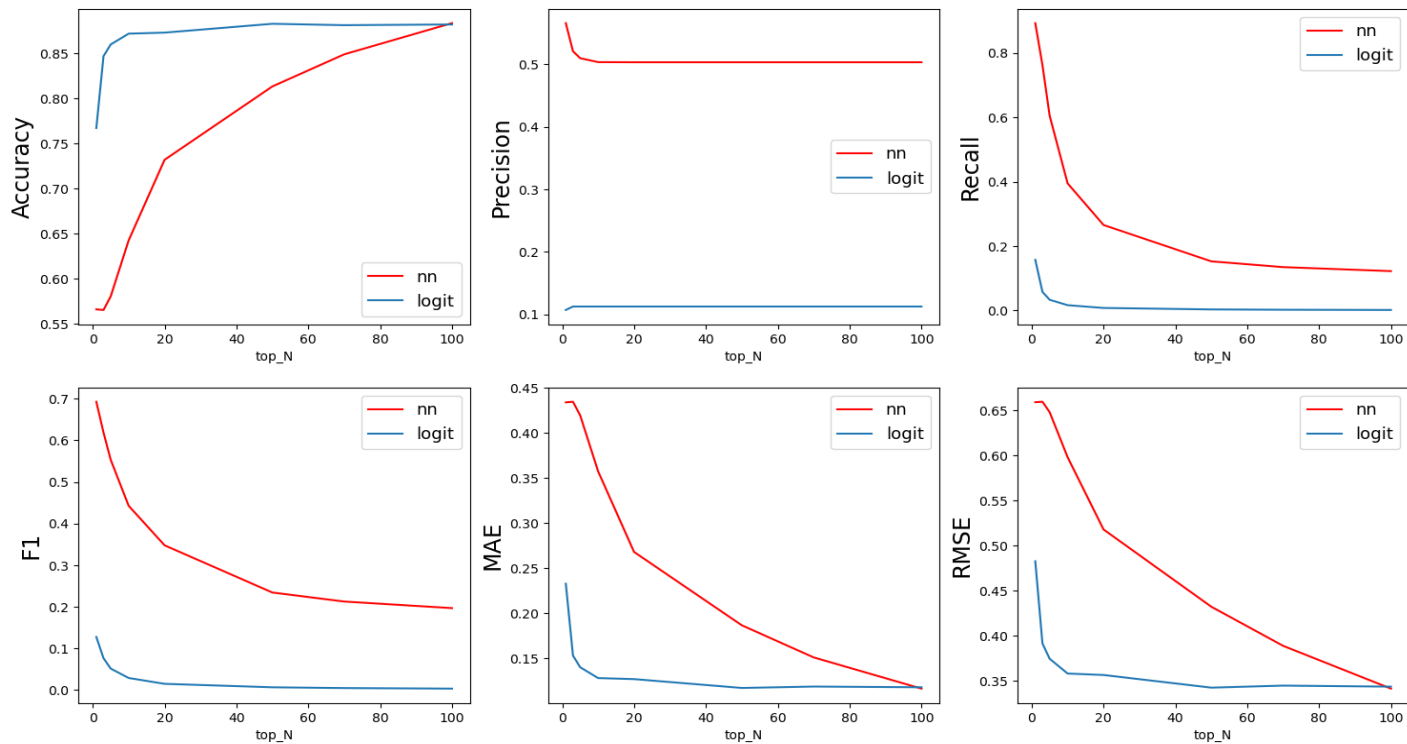 Accuracy
0.85
0.80
0.75
0.70
0.65
0.60
0.55
nn
logit
0 20 40 60 80 100
top_N
Precision
0.5
0.4
0.3
0.2
0.1
nn
logit
0 20 40 60 80 100
top_N
Recall
0.8
0.6
0.4
0.2
0.0
nn
logit
0 20 40 60 80 100
top_N
F1
0.7
0.6
0.5
0.4
0.3
0.2
0.1
0.0
nn
logit
0 20 40 60 80 100
top_N
MAE
0.45
0.40
0.35
0.30
0.25
0.20
0.15
nn
logit
0 20 40 60 80 100
top_N
RMSE
0.65
0.60
0.55
0.50
0.45
0.40
0.35
nn
logit
0 20 40 60 80 100
top_N